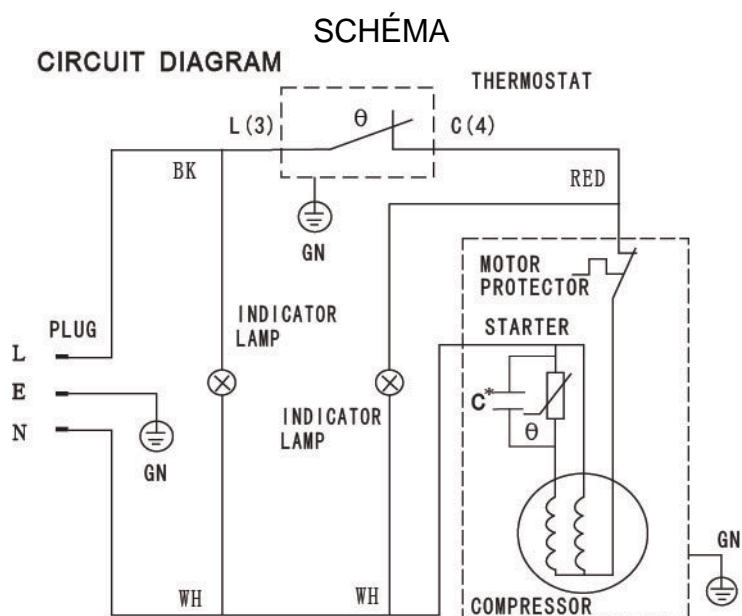 SCHÉMA
CIRCUIT DIAGRAM
THERMOSTAT
L(3)
θ
C(4)
BK
RED
GN
MOTOR
PROTECTOR
INDICATOR
LAMP
PLUG
STARTER
L
E
N
C*
INDICATOR
LAMP
θ
GN
GN
WH
WH
COMPRESSOR